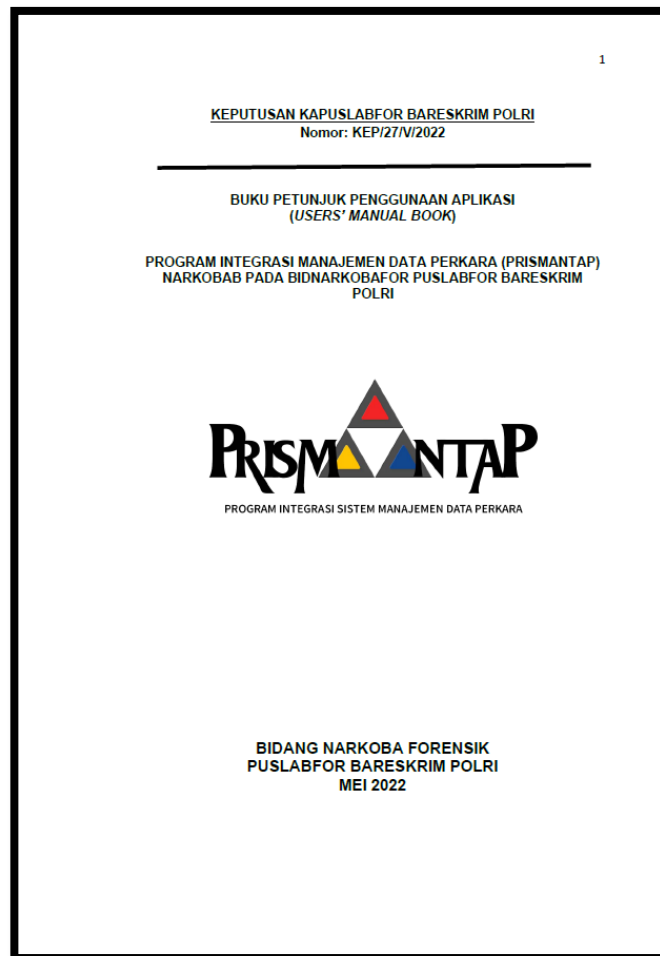 1
KEPUTUSAN KAPUSLABFOR BARESKRIM POLRI
Nomor: KEP/27/V/2022
BUKU PETUNJUK PENGGUNAAN APLIKASI
(USERS' MANUAL BOOK)
PROGRAM INTEGRASI MANAJEMEN DATA PERKARA (PRISMANTAP)
NARKOBAB PADA BIDNARKOBAFOR PUSLABFOR BARESKRIM
POLRI
PRISMANTAP
PROGRAM INTEGRASI SISTEM MANAJEMEN DATA PERKARA
BIDANG NARKOBA FORENSIK
PUSLABFOR BARESKRIM POLRI
MEI 2022